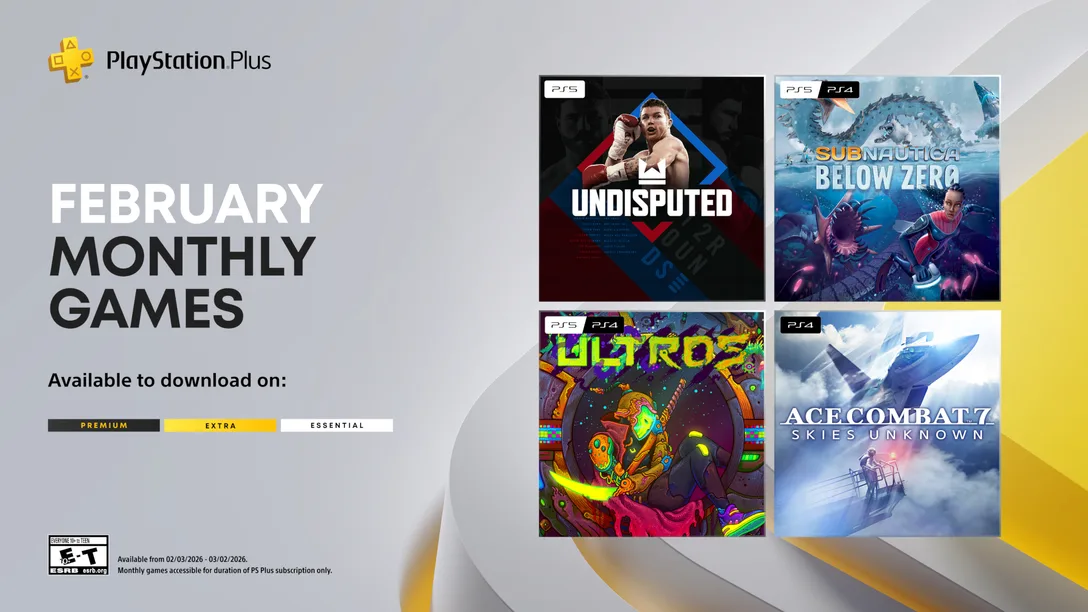 PlayStation.Plus
FEBRUARY
MONTHLY
GAMES
Available to download on:
PREMIUM
EXTRA
ESSENTIAL
EVERYONE 10+ to TEEN
E-T
ESRB esrb.org
Available from 02/03/2026 - 03/02/2026.
Monthly games accessible for duration of PS Plus subscription only.
PS5
UNDISPUTED
PS5 PS4
SUBNAUTICA
BELOW ZERO
PS5 PS4
ULTROS
PS4
ACE COMBAT 7
SKIES UNKNOWN